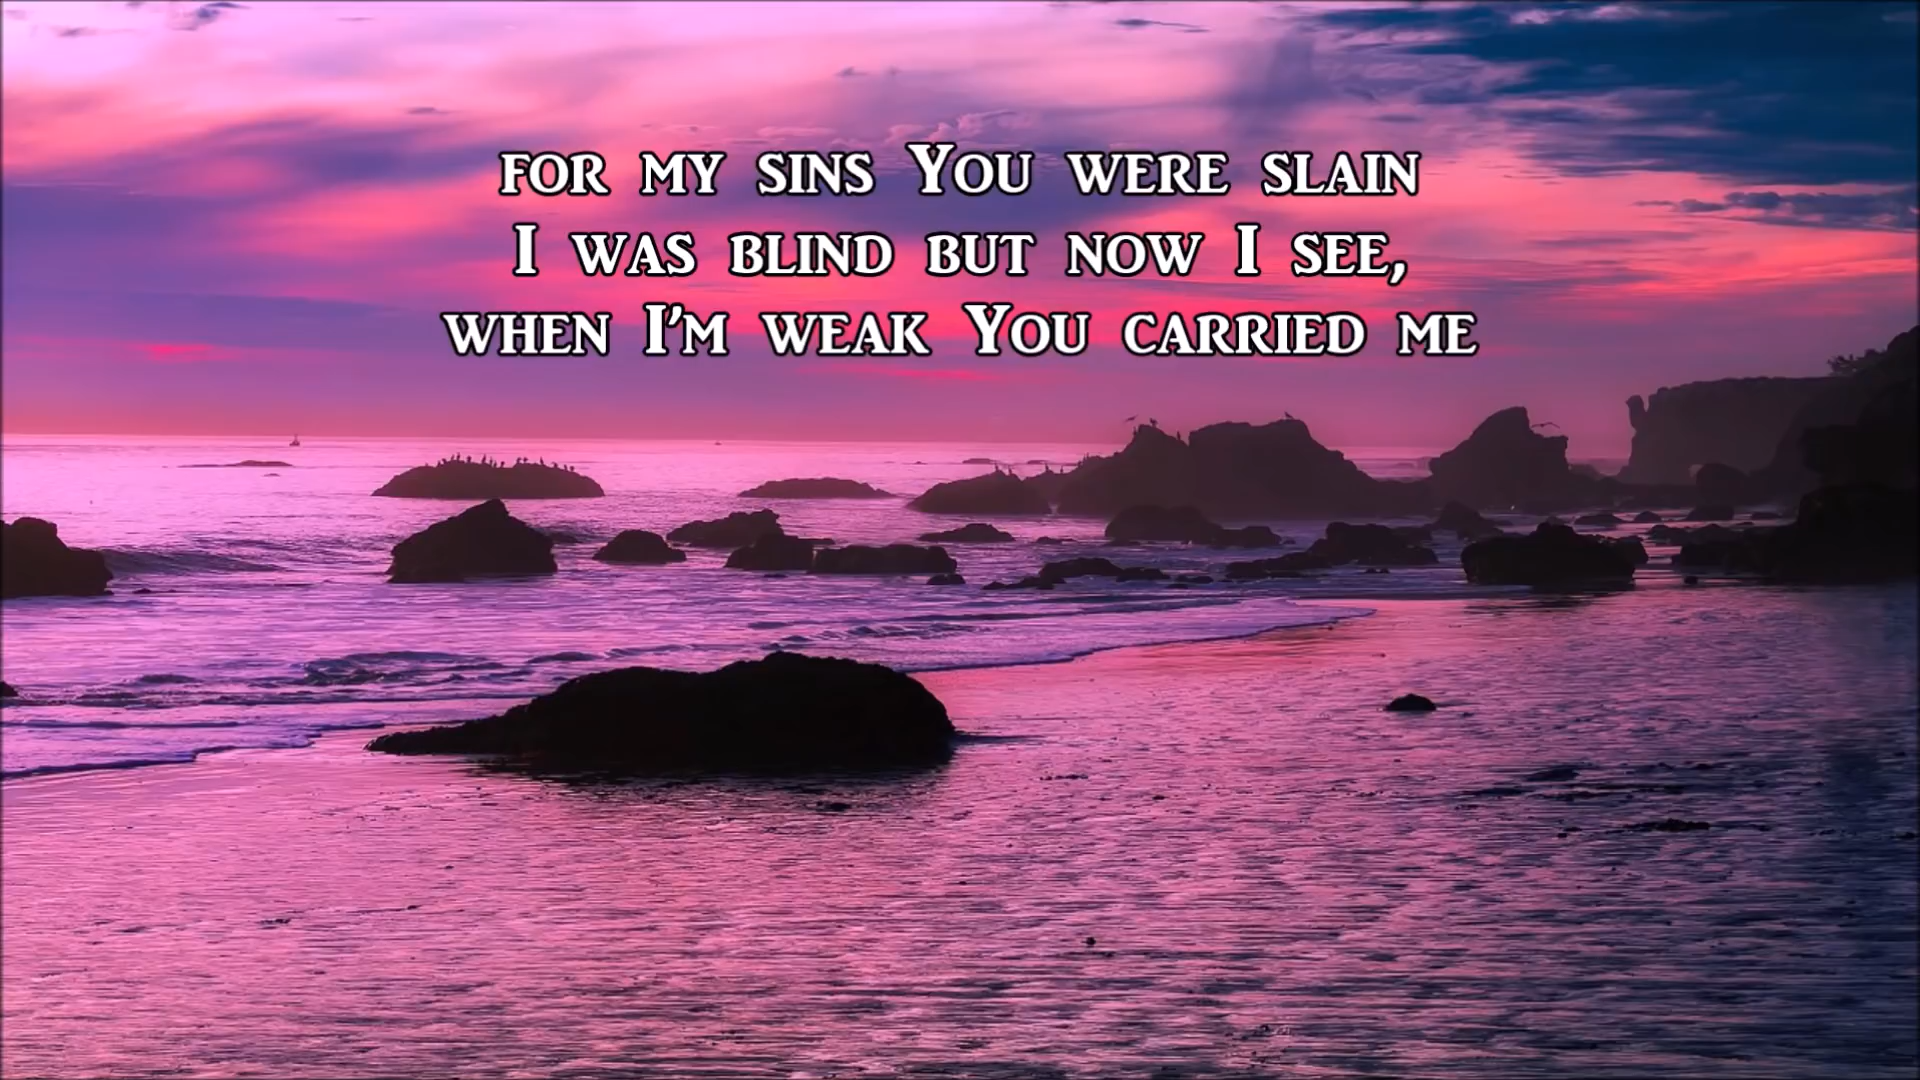 for my sins You were slain
I was blind but now I see,
when I'm weak You carried me